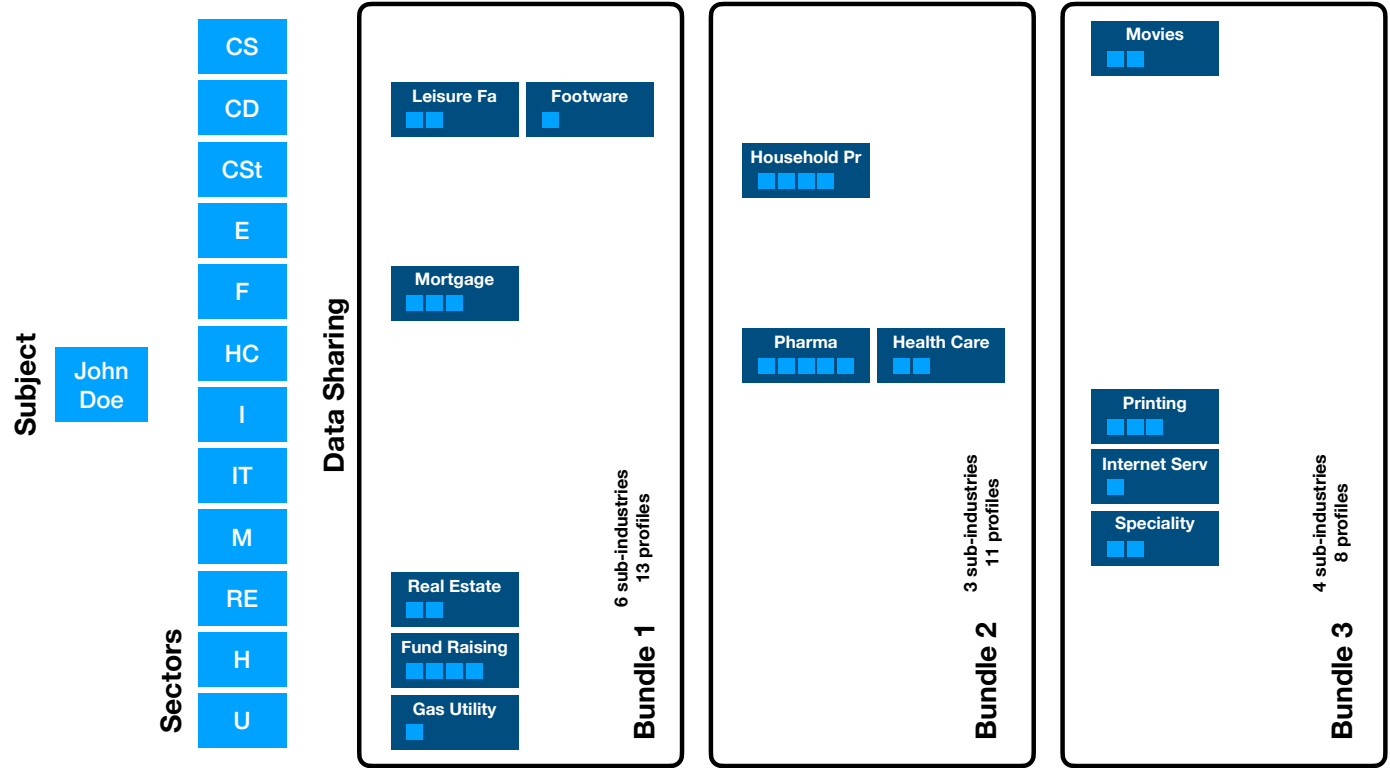 Subject
John
Doe
Sectors
CS
CD
CSt
E
F
HC
I
IT
M
RE
H
U
Data Sharing
Leisure Fa
Footware
Mortgage
Real Estate
Fund Raising
Gas Utility
6 sub-industries
13 profiles
Bundle 1
Household Pr
Pharma
Health Care
3 sub-industries
11 profiles
Bundle 2
Movies
Printing
Internet Serv
Speciality
4 sub-industries
8 profiles
Bundle 3